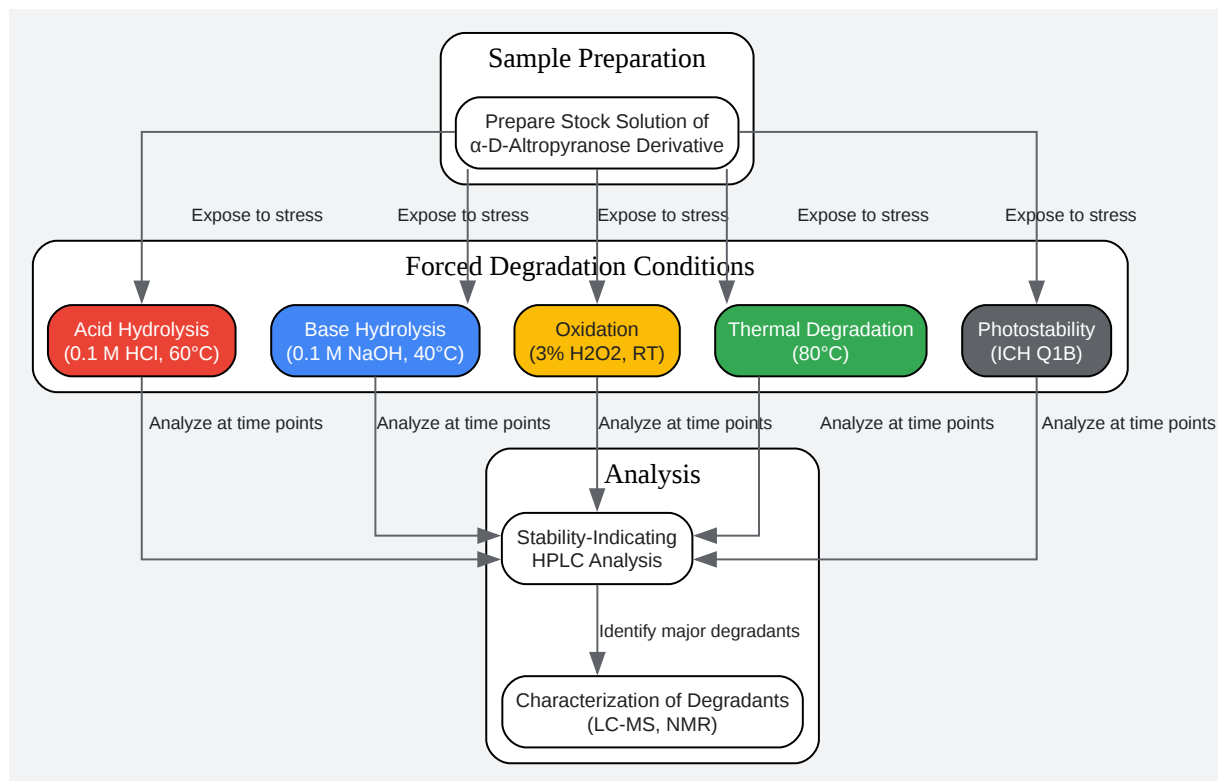 Sample Preparation
Prepare Stock Solution of
α-D-Altropyranose Derivative
Expose to stress
Expose to stress
Expose to stress
Expose to stress
Expose to stress
Forced Degradation Conditions
Acid Hydrolysis
(0.1 M HCl, 60°C)
Base Hydrolysis
(0.1 M NaOH, 40°C)
Oxidation
(3% H2O2, RT)
Thermal Degradation
(80°C)
Photostability
(ICH Q1B)
Analyze at time points
Analyze at time points
Analyze at time points
Analyze at time points
Analyze at time points
Analysis
Stability-Indicating
HPLC Analysis
Identify major degradants
Characterization of Degradants
(LC-MS, NMR)